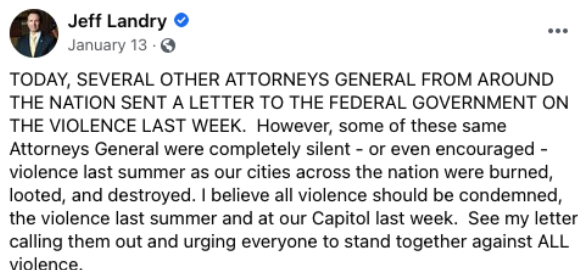 Jeff Landry
January 13 ·
TODAY, SEVERAL OTHER ATTORNEYS GENERAL FROM AROUND
THE NATION SENT A LETTER TO THE FEDERAL GOVERNMENT ON
THE VIOLENCE LAST WEEK.  However, some of these same
Attorneys General were completely silent - or even encouraged -
violence last summer as our cities across the nation were burned,
looted, and destroyed. I believe all violence should be condemned,
the violence last summer and at our Capitol last week.  See my letter
calling them out and urging everyone to stand together against ALL
violence.